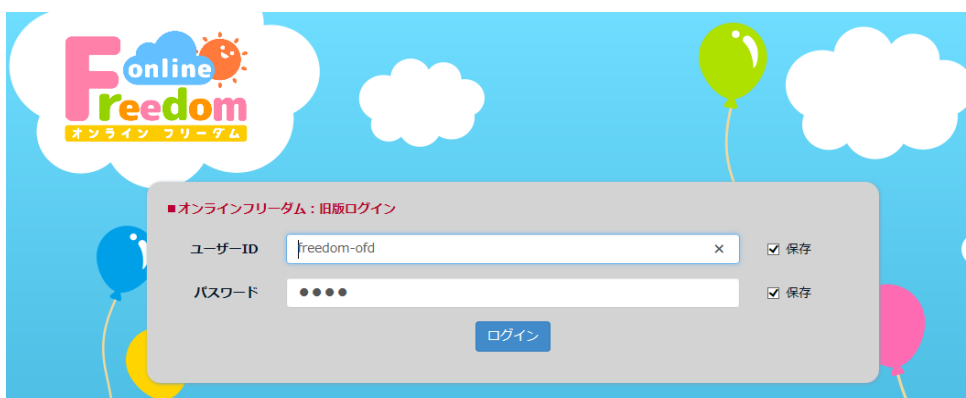 online
Freedom
オンライン フリーダム
■オンラインフリーダム：旧版ログイン
ユーザーID freedom-ofd × 保存
パスワード ●●●● 保存
ログイン